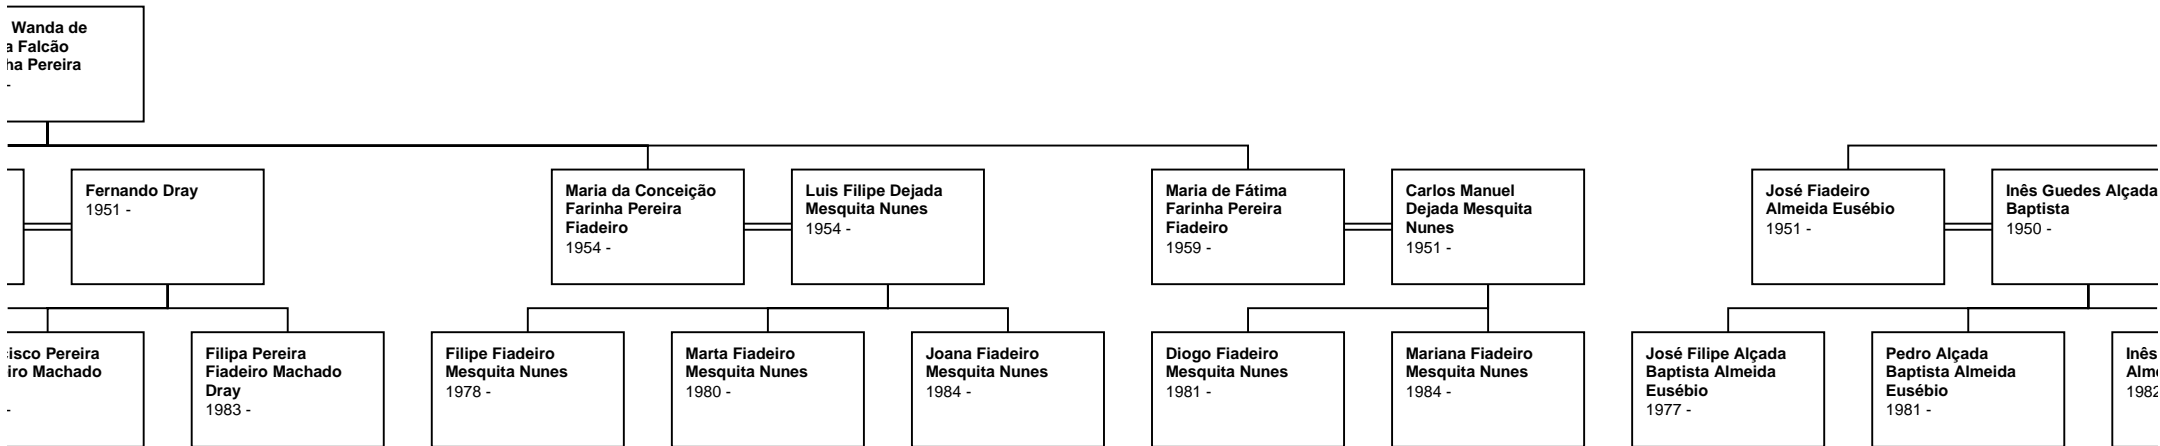 Wanda de
a Falcão
ha Pereira
-
Fernando Dray
1951 -
Maria da Conceição
Farinha Pereira
Fiadeiro
1954 -
Luis Filipe Dejada
Mesquita Nunes
1954 -
Maria de Fátima
Farinha Pereira
Fiadeiro
1959 -
Carlos Manuel
Dejada Mesquita
Nunes
1951 -
José Fiadeiro
Almeida Eusébio
1951 -
Inês Guedes Alçada
Baptista
1950 -
cisco Pereira
iro Machado
-
Filipa Pereira
Fiadeiro Machado
Dray
1983 -
Filipe Fiadeiro
Mesquita Nunes
1978 -
Marta Fiadeiro
Mesquita Nunes
1980 -
Joana Fiadeiro
Mesquita Nunes
1984 -
Diogo Fiadeiro
Mesquita Nunes
1981 -
Mariana Fiadeiro
Mesquita Nunes
1984 -
José Filipe Alçada
Baptista Almeida
Eusébio
1977 -
Pedro Alçada
Baptista Almeida
Eusébio
1981 -
Inês
Alme
1982